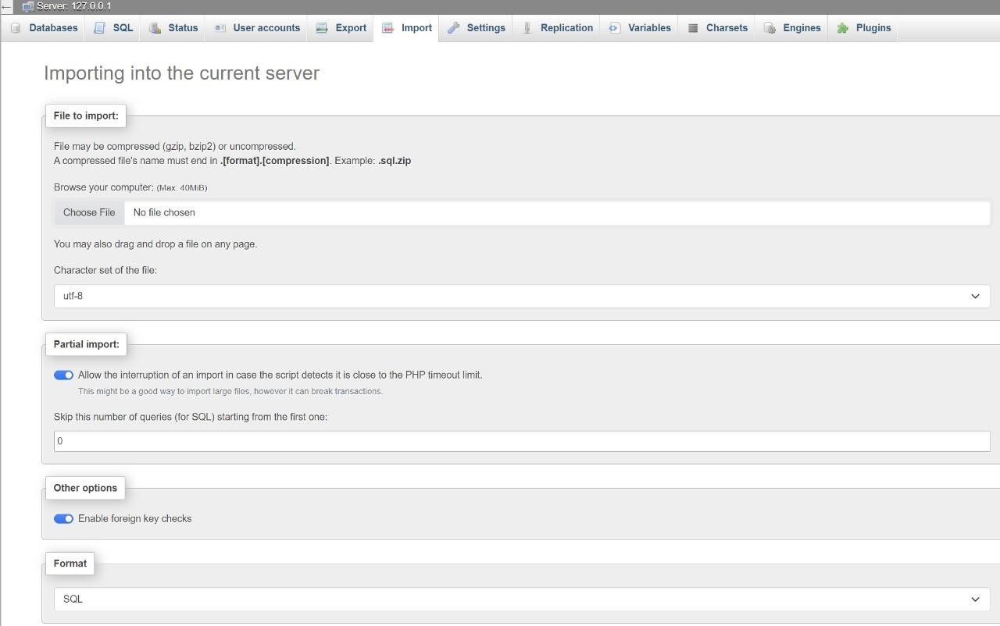 Server: 127.0.0.1
Databases SQL Status User accounts Export Import Settings Replication Variables Charsets Engines Plugins
Importing into the current server
File to import:
File may be compressed (gzip, bzip2) or uncompressed.
A compressed file's name must end in .[format].[compression]. Example: .sql.zip
Browse your computer: (Max: 40MiB)
Choose File No file chosen
You may also drag and drop a file on any page.
Character set of the file:
utf-8
Partial import:
Allow the interruption of an import in case the script detects it is close to the PHP timeout limit.
This might be a good way to import large files, however it can break transactions.
Skip this number of queries (for SQL) starting from the first one:
0
Other options
Enable foreign key checks
Format
SQL